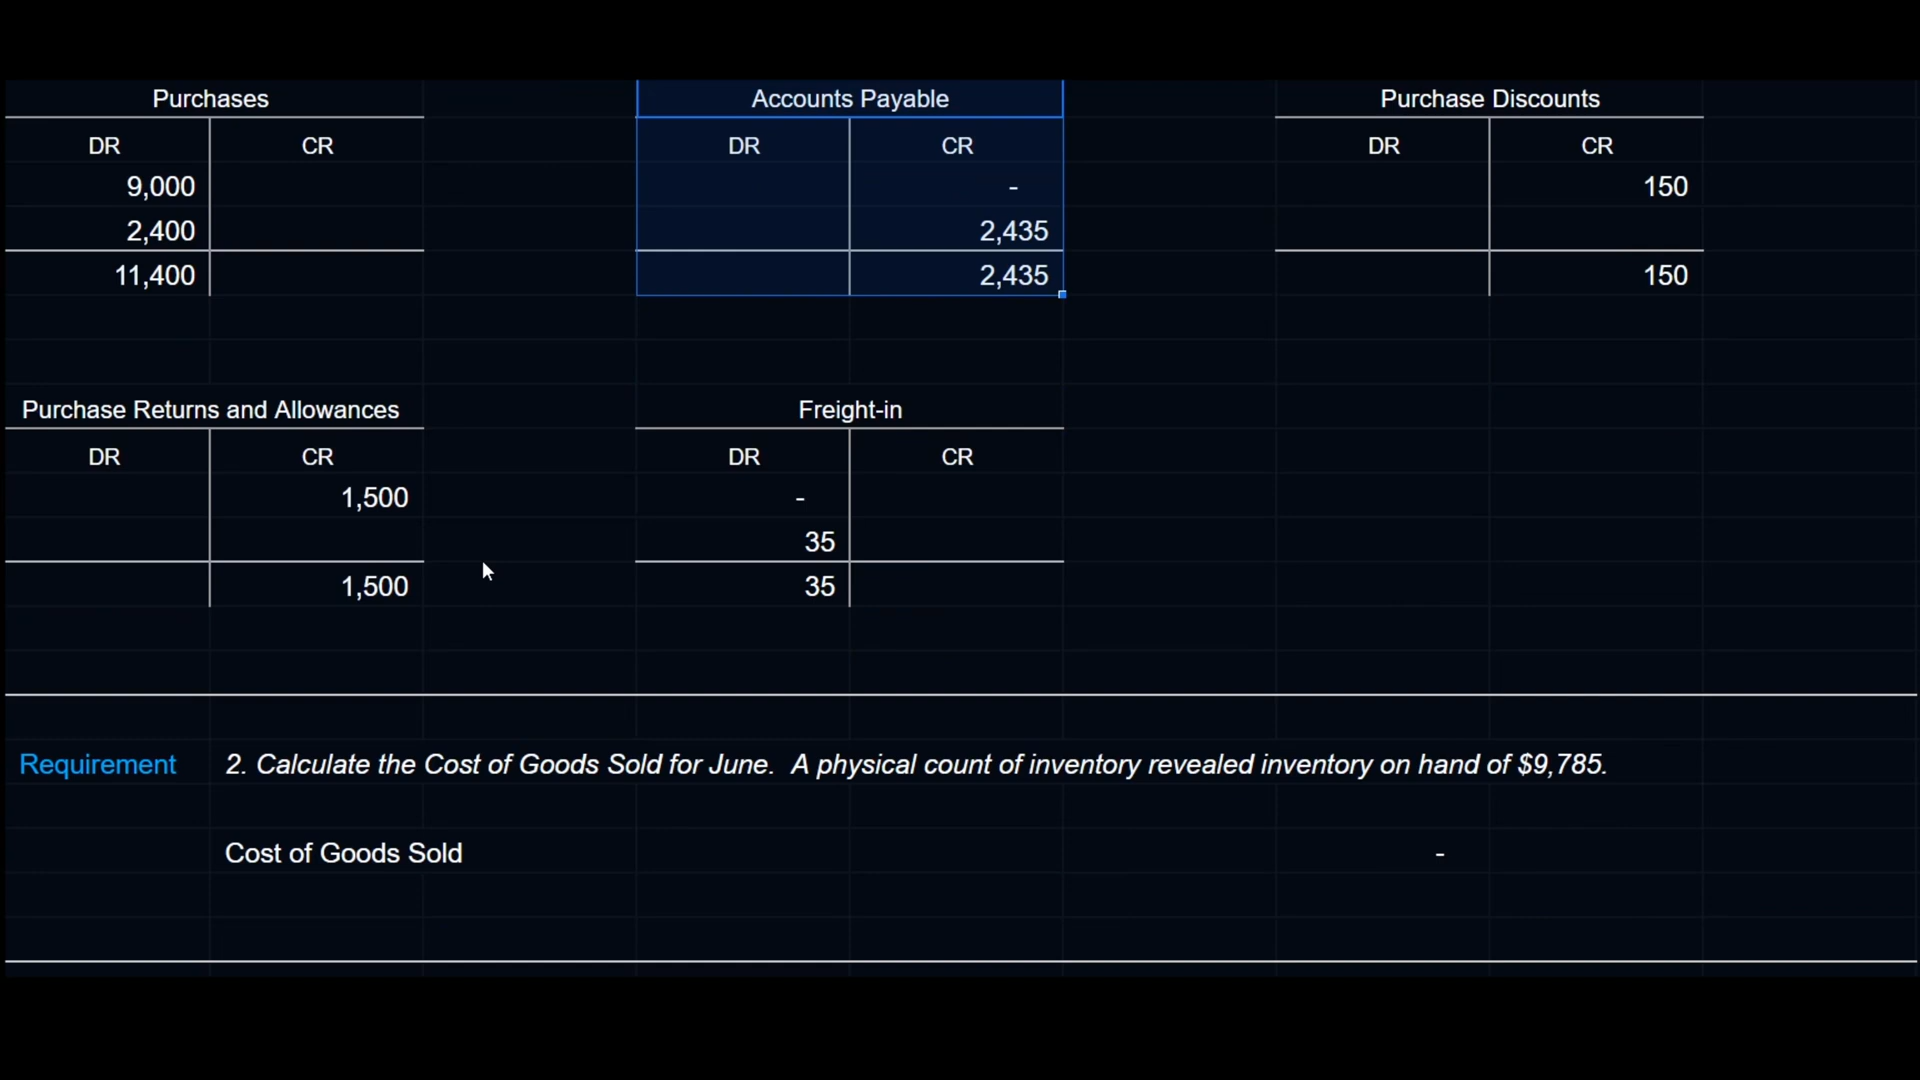 Purchases Accounts Payable Purchase Discounts
DR CR DR CR DR CR
9,000 - 150
2,400 2,435
11,400 2,435 150
Purchase Returns and Allowances Freight-in
DR CR DR CR
1,500 -
35
1,500 35
Requirement 2. Calculate the Cost of Goods Sold for June. A physical count of inventory revealed inventory on hand of $9,785.
Cost of Goods Sold -